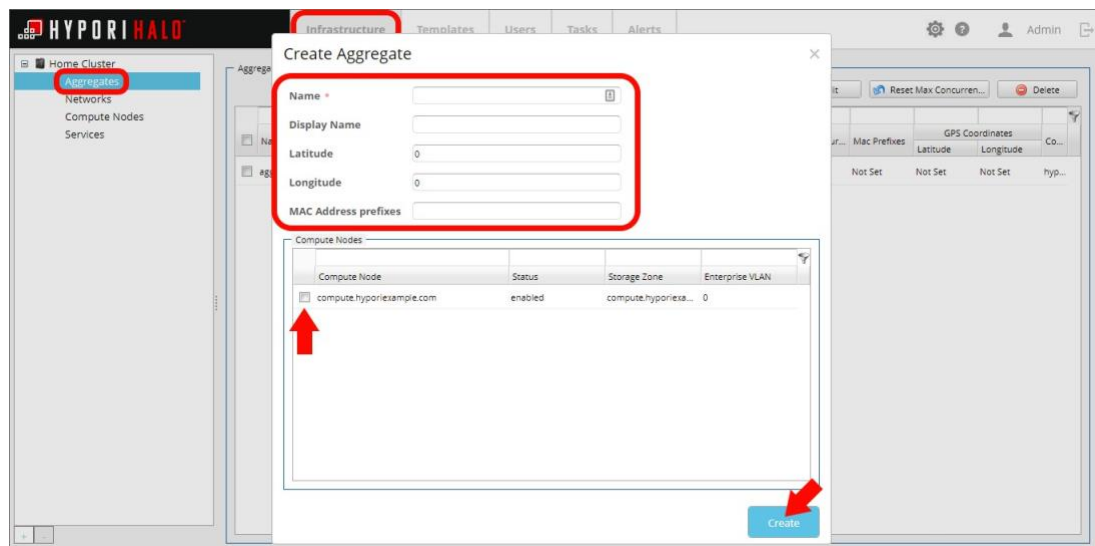 HYPORI HALO
Infrastructure Templates Users Tasks Alerts Admin
Home Cluster
Aggregates
Networks
Compute Nodes
Services
Create Aggregate
Name *
Display Name
Latitude 0
Longitude 0
MAC Address prefixes
Reset Max Concurren... Delete
Mac Prefixes GPS Coordinates Co...
Latitude Longitude
Not Set Not Set Not Set hyp...
Compute Nodes
Compute Node Status Storage Zone Enterprise VLAN
compute.hyporiexample.com enabled compute.hyporiexa... 0
Create